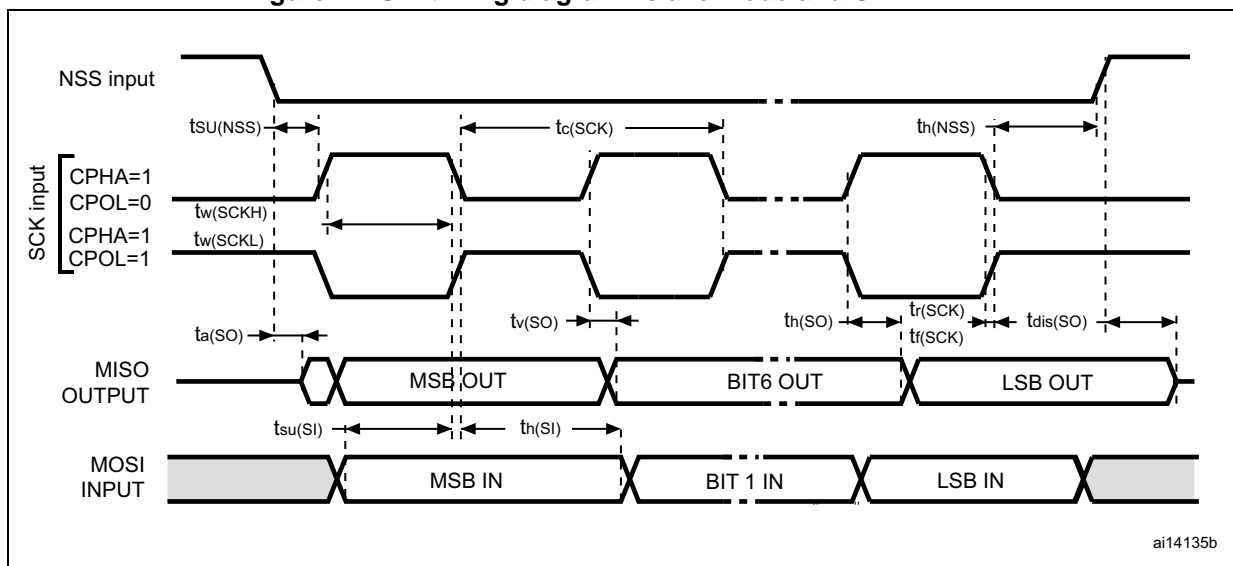 NSS input
tSU(NSS)
tc(SCK)
th(NSS)
SCK input
CPHA=1
CPOL=0
tw(SCKH)
CPHA=1
tw(SCKL)
CPOL=1
ta(SO)
tv(SO)
th(SO)
tr(SCK)
tf(SCK)
tdis(SO)
MISO
OUTPUT
MSB OUT
BIT6 OUT
LSB OUT
tsu(SI)
th(SI)
MOSI
INPUT
MSB IN
BIT 1 IN
LSB IN
ai14135b